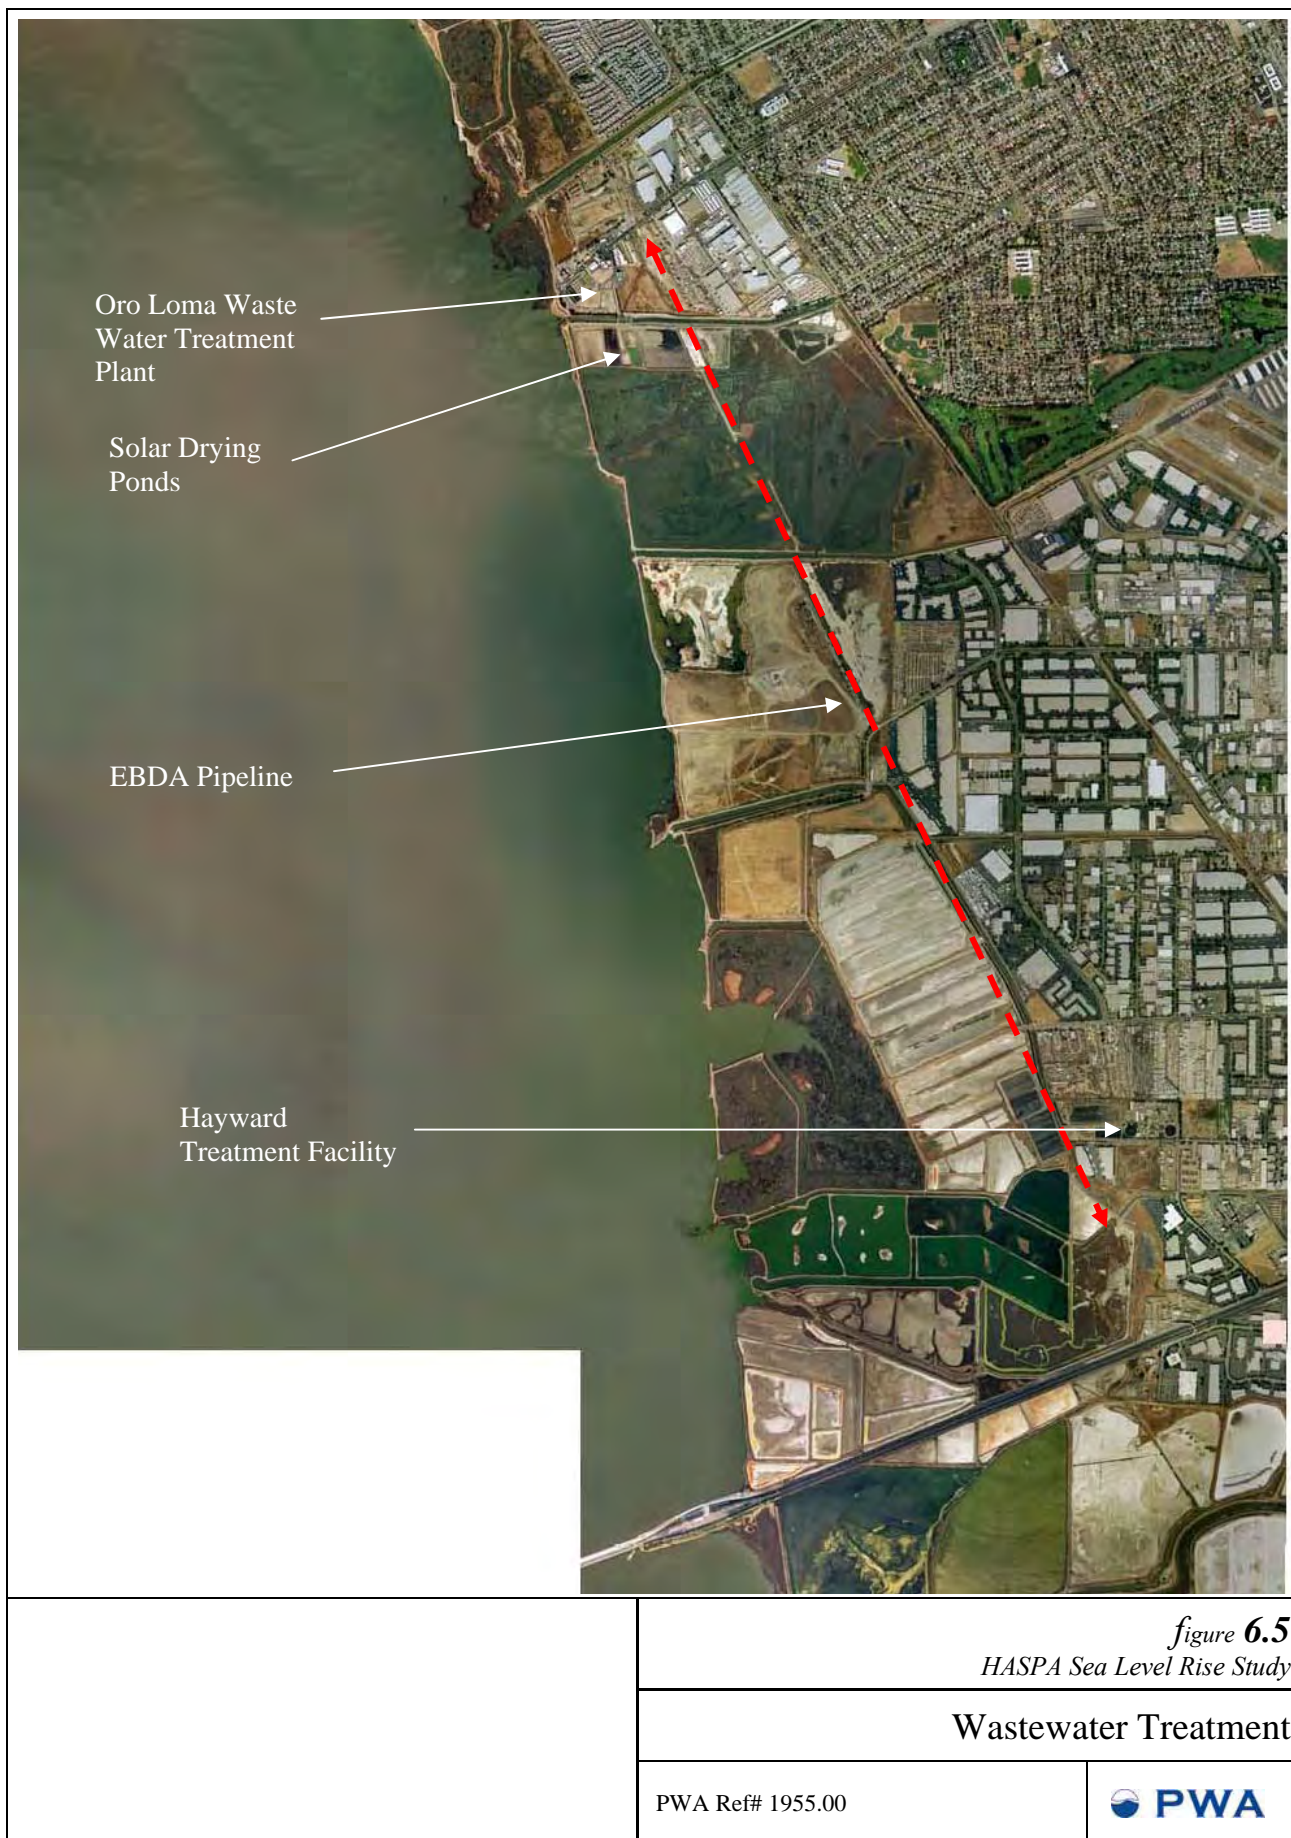 Oro Loma Waste
Water Treatment
Plant
Solar Drying
Ponds
EBDA Pipeline
Hayward
Treatment Facility
figure 6.5
HASPA Sea Level Rise Study
Wastewater Treatment
PWA Ref# 1955.00
PWA